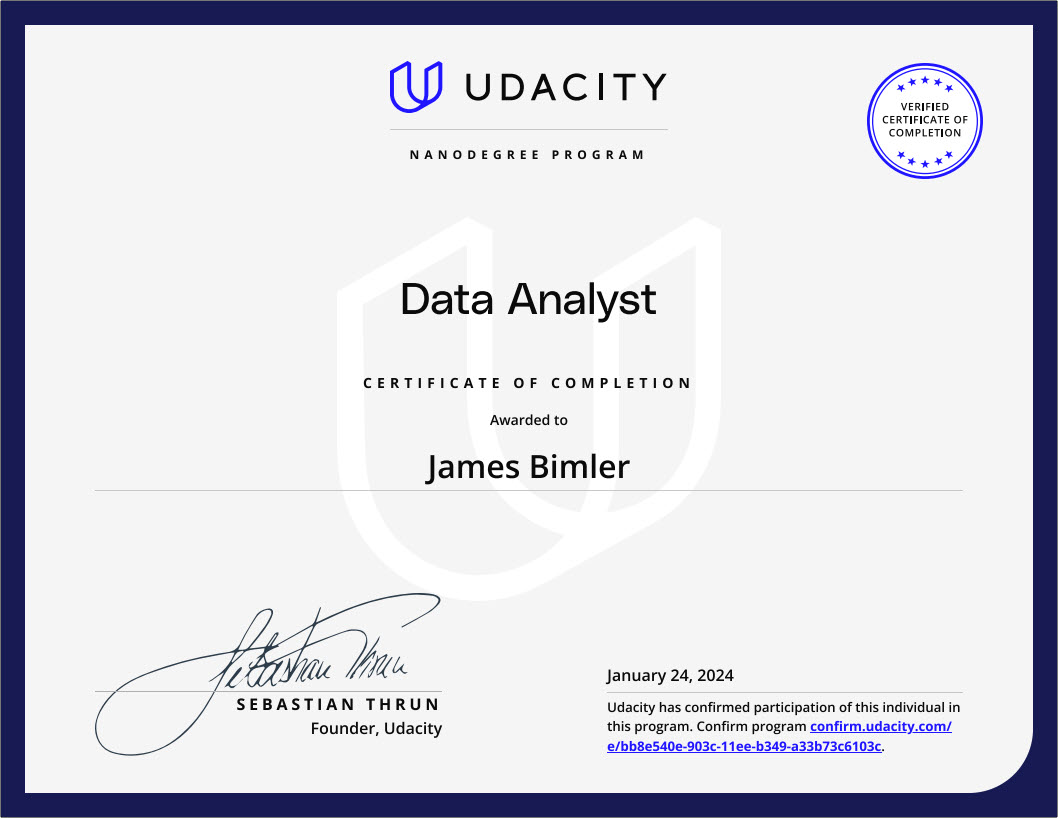 UDACITY
VERIFIED
CERTIFICATE OF
COMPLETION
NANODEGREE PROGRAM
Data Analyst
CERTIFICATE OF COMPLETION
Awarded to
James Bimler
Sebastian Thrun
SEBASTIAN THRUN
Founder, Udacity
January 24, 2024
Udacity has confirmed participation of this individual in
this program. Confirm program confirm.udacity.com/
e/bb8e540e-903c-11ee-b349-a33b73c6103c.